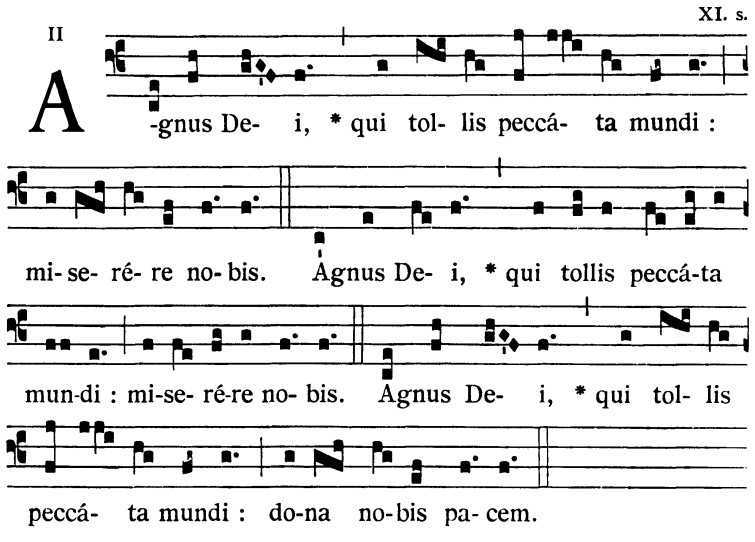 XI. s.
II
A-gnus De- i, * qui tol- lis peccá- ta mundi :
mi- se- ré- re no- bis. Agnus De- i, * qui tollis peccá-ta
mun-di : mi-se- ré-re no- bis. Agnus De- i, * qui tol- lis
peccá- ta mundi : do-na no-bis pa- cem.